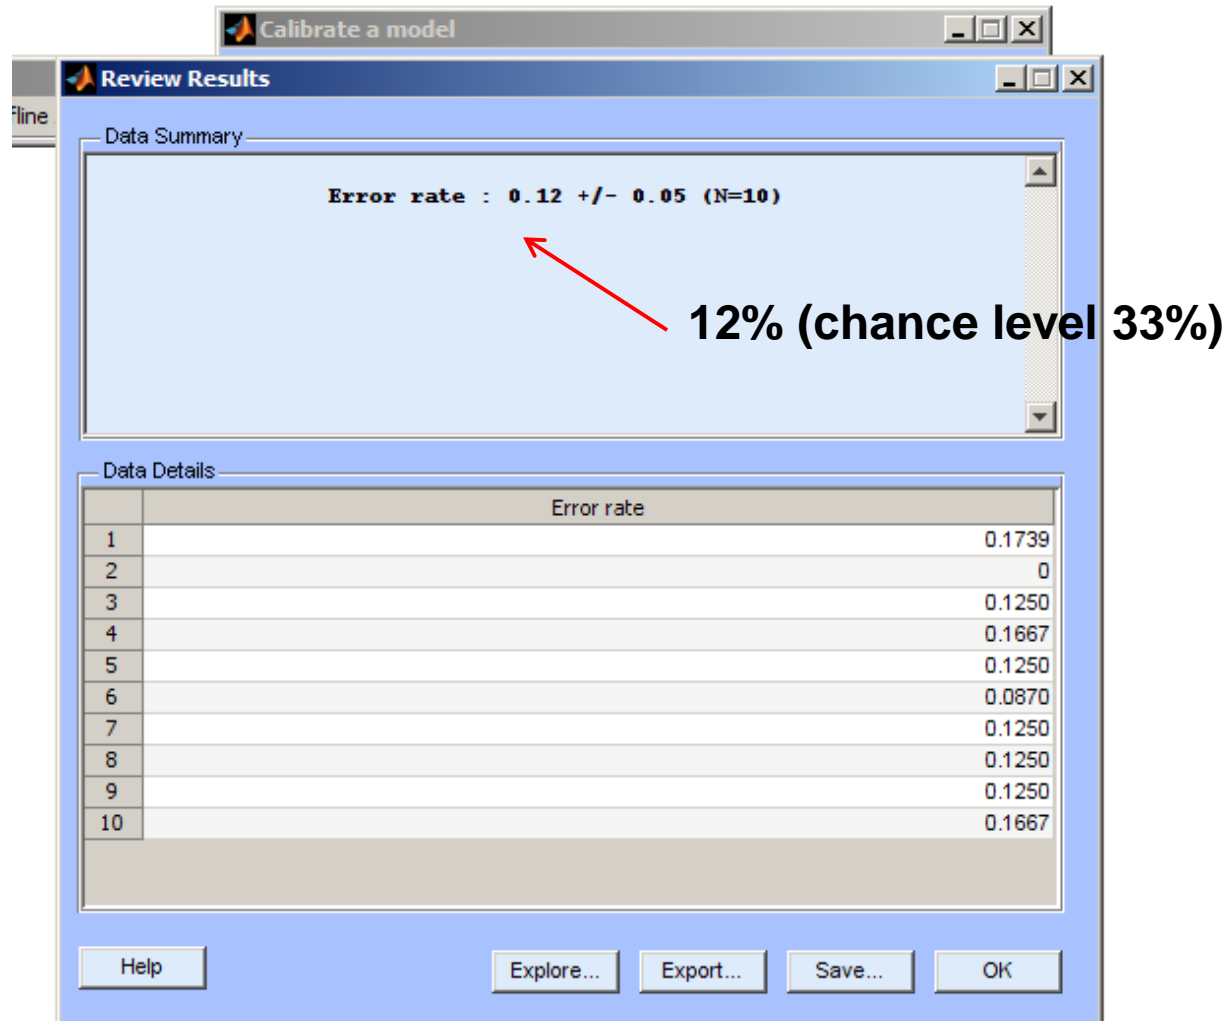 Calibrate a model
Review Results
fline
Data Summary
Error rate : 0.12 +/- 0.05 (N=10)
12% (chance level 33%)
Data Details
Error rate
1 0.1739
2 0
3 0.1250
4 0.1667
5 0.1250
6 0.0870
7 0.1250
8 0.1250
9 0.1250
10 0.1667
Help Explore... Export... Save... OK